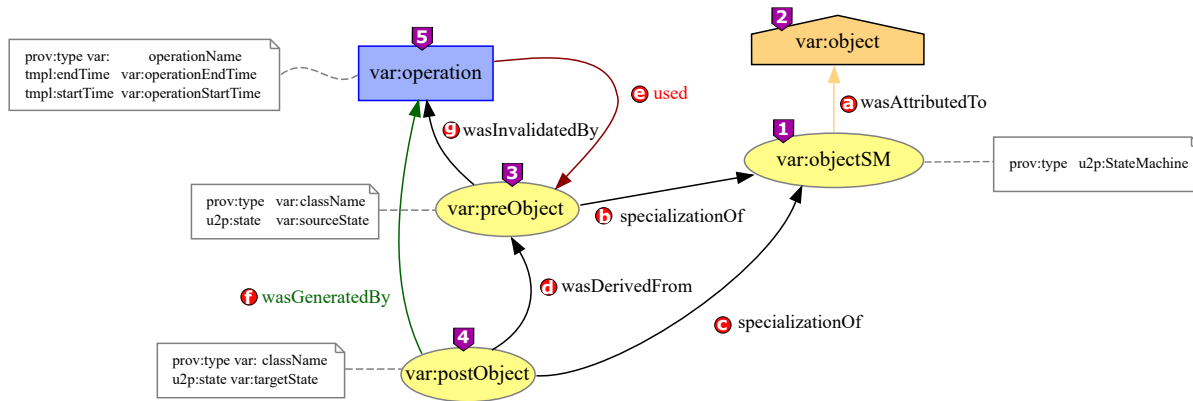 5
2
prov:type var: operationName
tmpl:endTime var:operationEndTime
tmpl:startTime var:operationStartTime
var:operation
var:object
e used
a wasAttributedTo
g wasInvalidatedBy
1
var:objectSM
prov:type u2p:StateMachine
3
prov:type var:className
u2p:state var:sourceState
var:preObject
b specializationOf
d wasDerivedFrom
f wasGeneratedBy
c specializationOf
4
prov:type var: className
u2p:state var:targetState
var:postObject